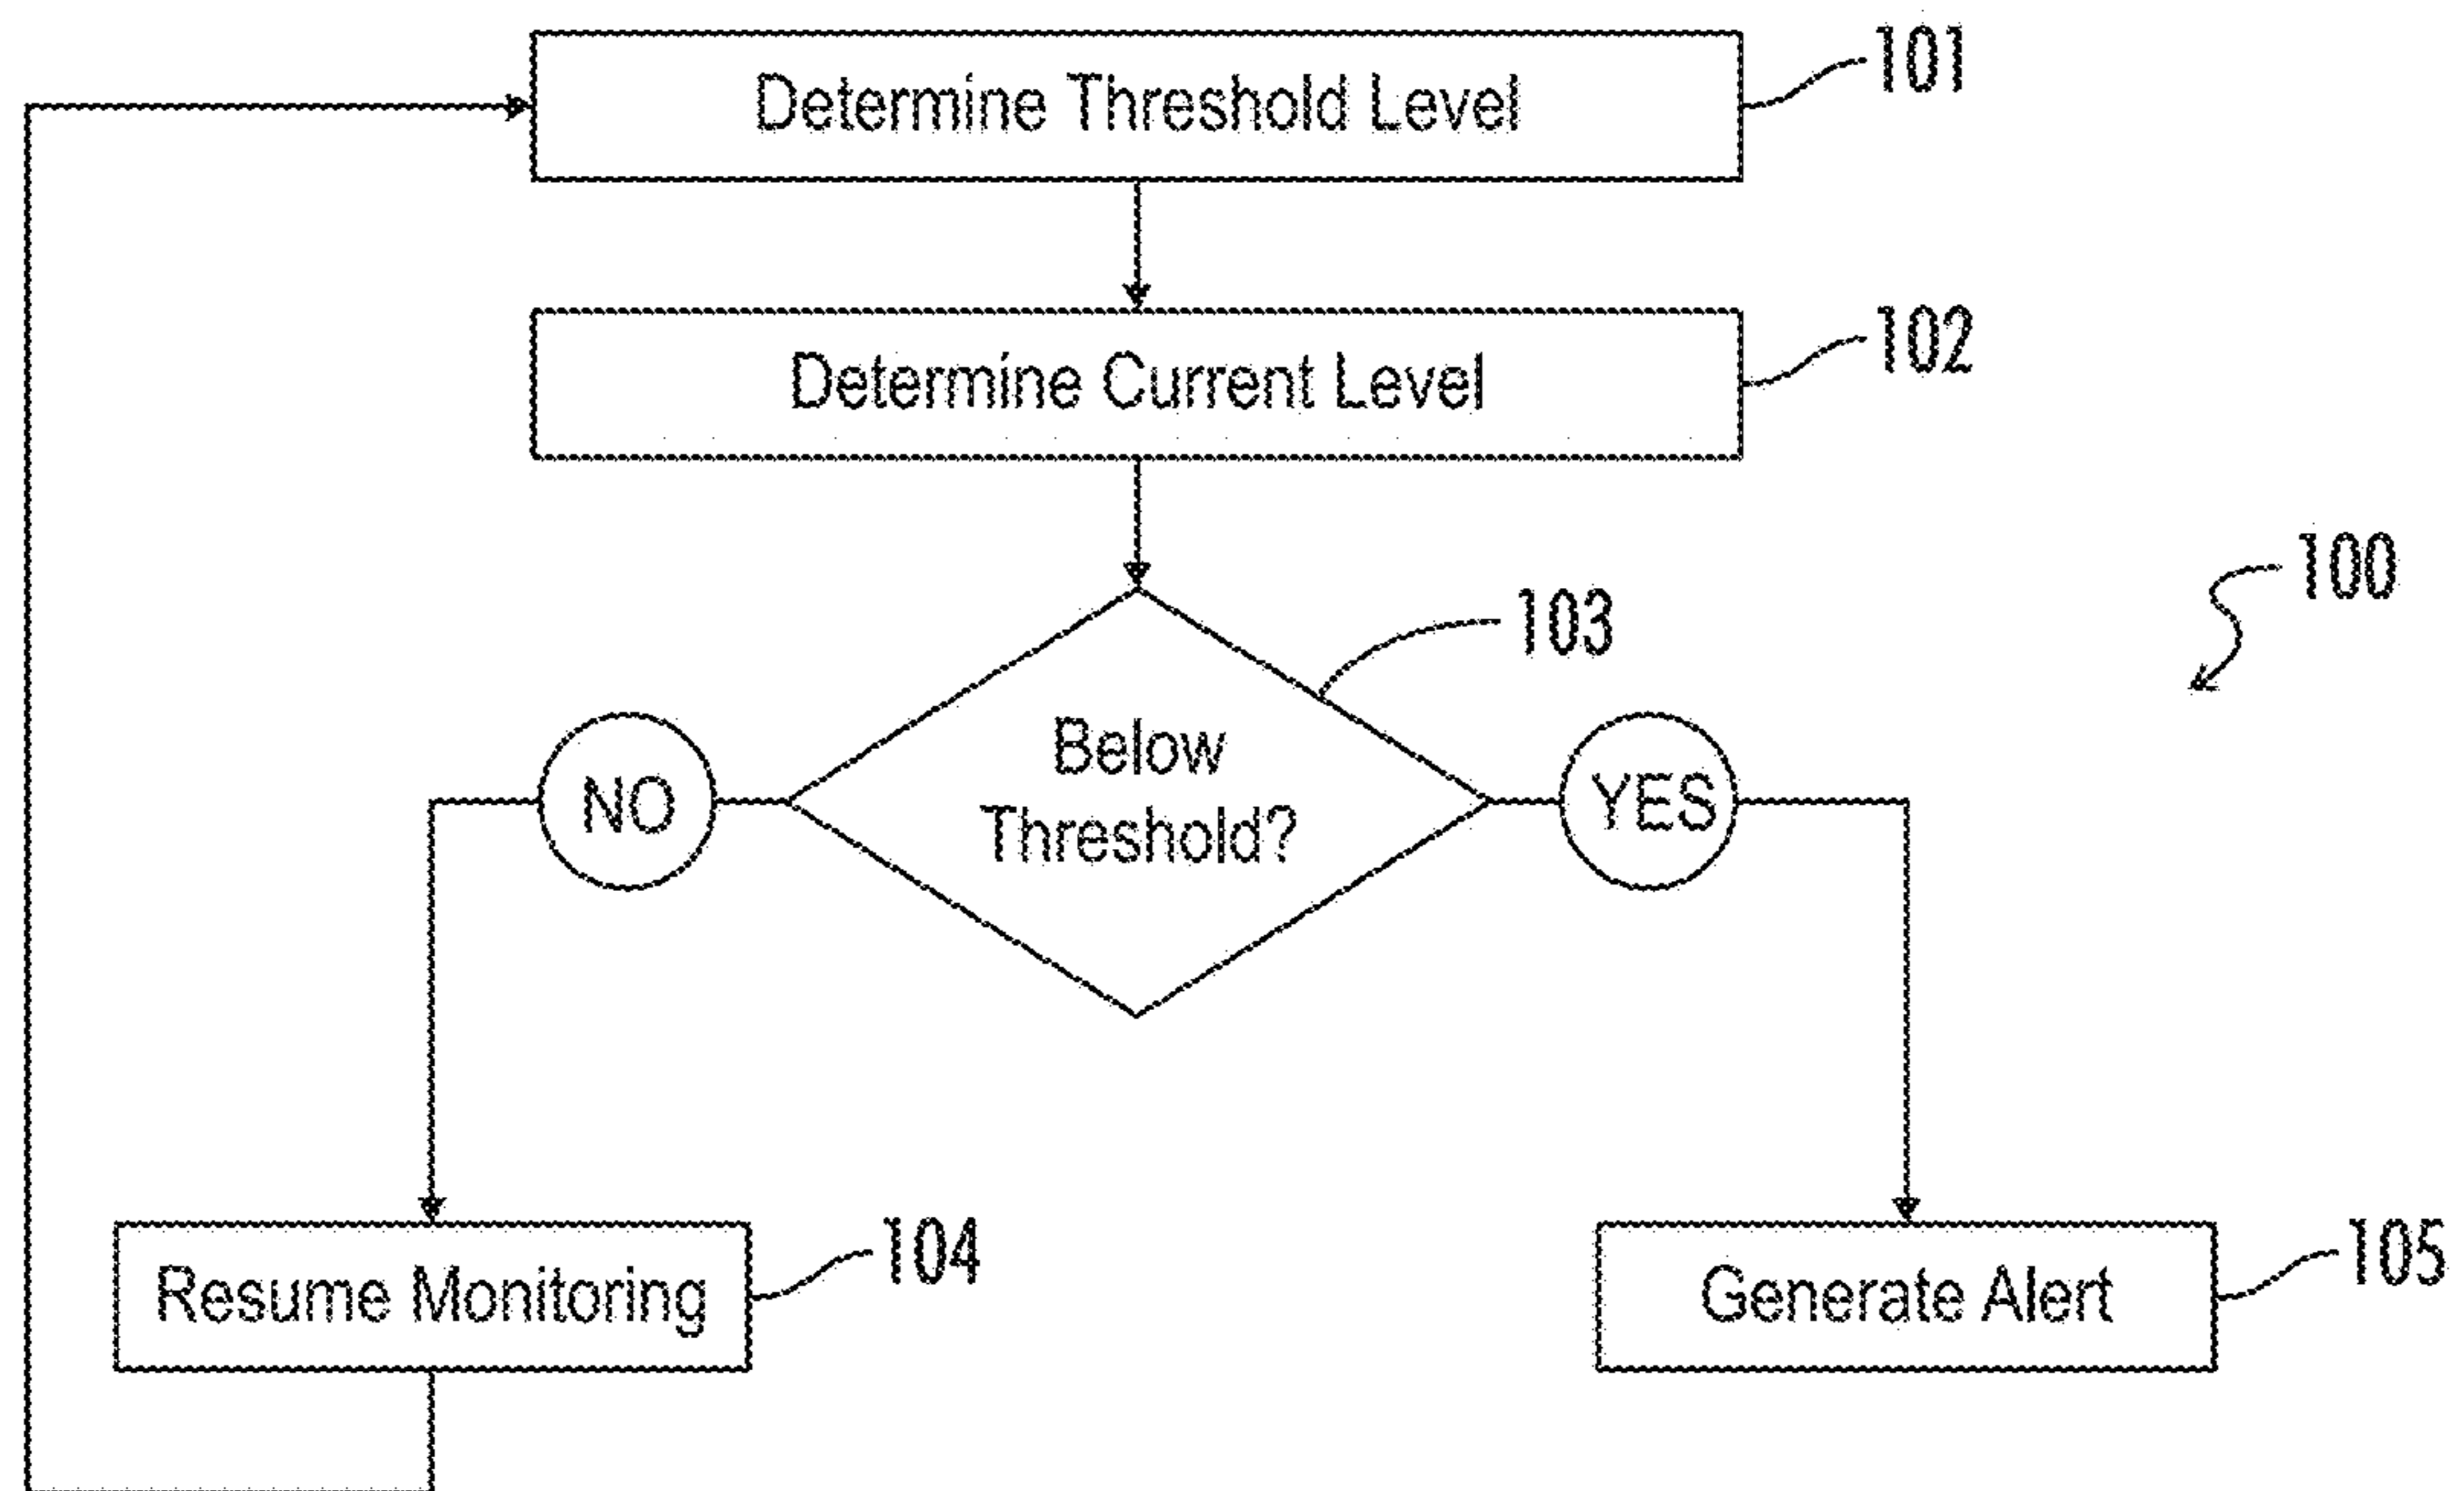 Determine Threshold Level
101
Determine Current Level
102
100
103
Below
Threshold?
NO
YES
Resume Monitoring
104
Generate Alert
105